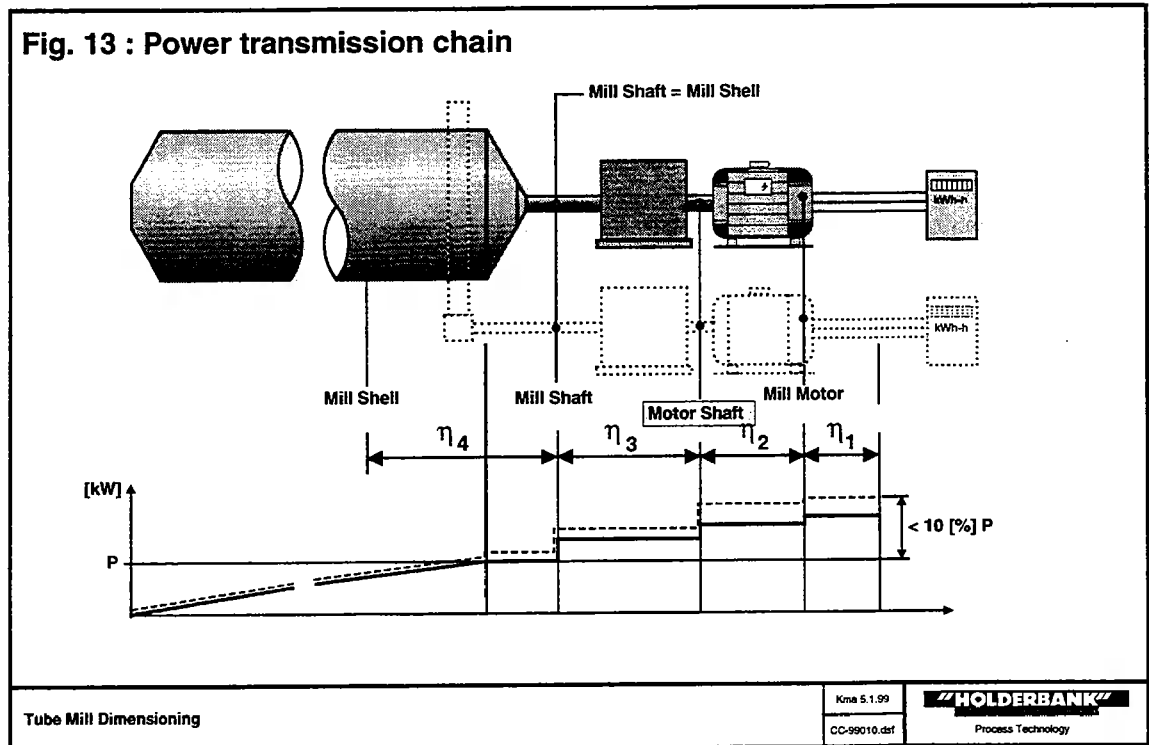 Fig. 13 : Power transmission chain
Mill Shaft = Mill Shell
kWh-h
kWh-h
Mill Shell
Mill Shaft
Motor Shaft
Mill Motor
η4
η3
η2
η1
[kW]
P
< 10 [%] P
Tube Mill Dimensioning
Kma 5.1.99
CC-99010.dsf
"HOLDERBANK"
Process Technology